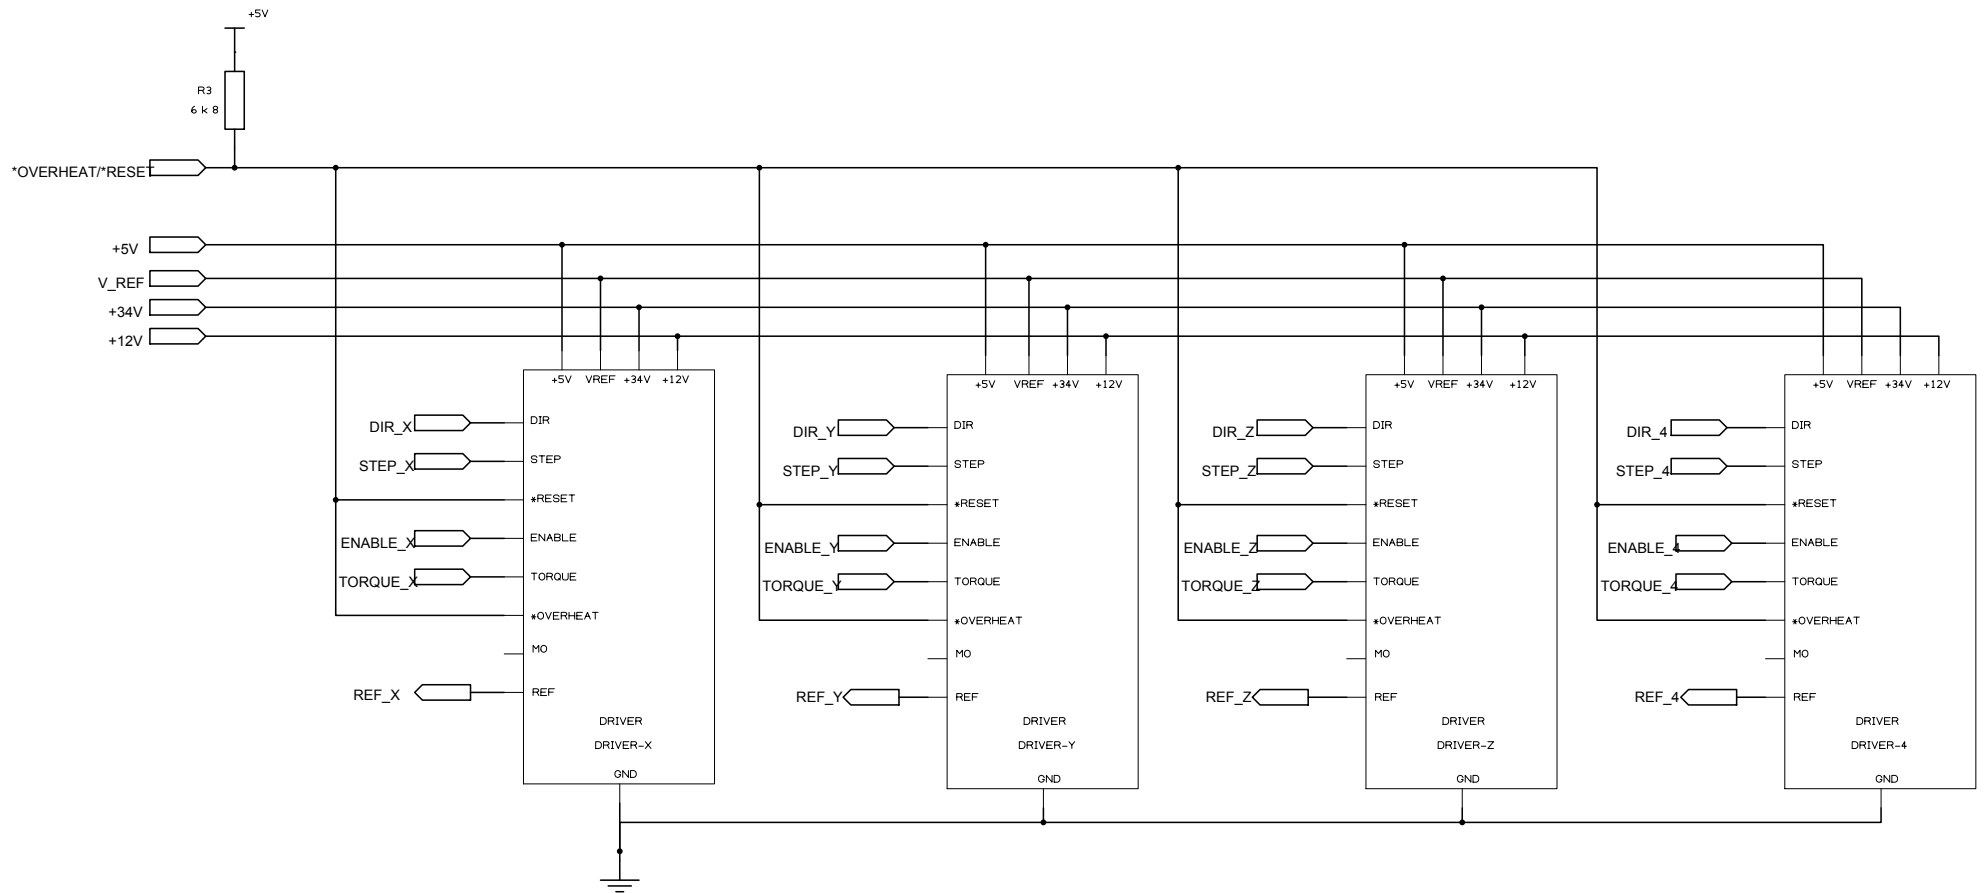 +5V
R3
6k8
*OVERHEAT/*RESET
+5V
V_REF
+34V
+12V
+5V VREF +34V +12V
DIR_X
DIR
STEP_X
STEP
*RESET
ENABLE_X
ENABLE
TORQUE_X
TORQUE
*OVERHEAT
MO
REF_X
REF
DRIVER
DRIVER-X
GND
+5V VREF +34V +12V
DIR_Y
DIR
STEP_Y
STEP
*RESET
ENABLE_Y
ENABLE
TORQUE_Y
TORQUE
*OVERHEAT
MO
REF_Y
REF
DRIVER
DRIVER-Y
GND
+5V VREF +34V +12V
DIR_Z
DIR
STEP_Z
STEP
*RESET
ENABLE_Z
ENABLE
TORQUE_Z
TORQUE
*OVERHEAT
MO
REF_Z
REF
DRIVER
DRIVER-Z
GND
+5V VREF +34V +12V
DIR_4
DIR
STEP_4
STEP
*RESET
ENABLE_4
ENABLE
TORQUE_4
TORQUE
*OVERHEAT
MO
REF_4
REF
DRIVER
DRIVER-4
GND